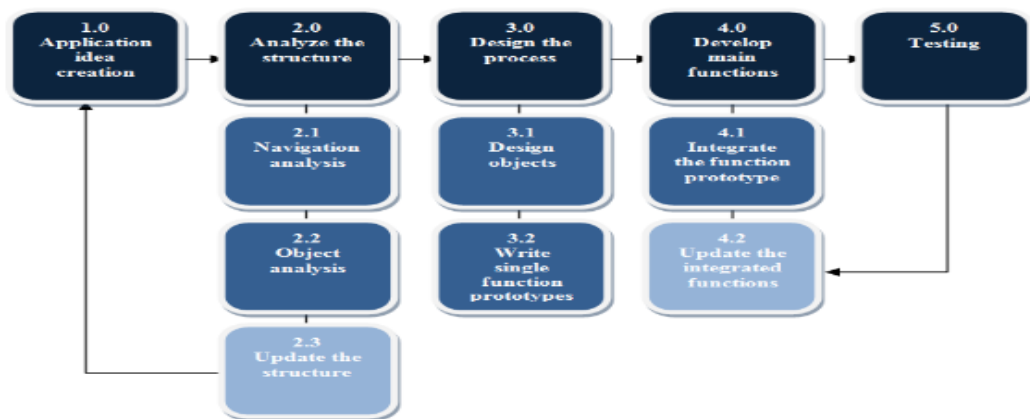 1.0
Application
idea
creation
2.0
Analyze the
structure
3.0
Design the
process
4.0
Develop
main
functions
5.0
Testing
2.1
Navigation
analysis
3.1
Design
objects
4.1
Integrate
the function
prototype
2.2
Object
analysis
3.2
Write
single
function
prototypes
4.2
Update the
integrated
functions
2.3
Update the
structure